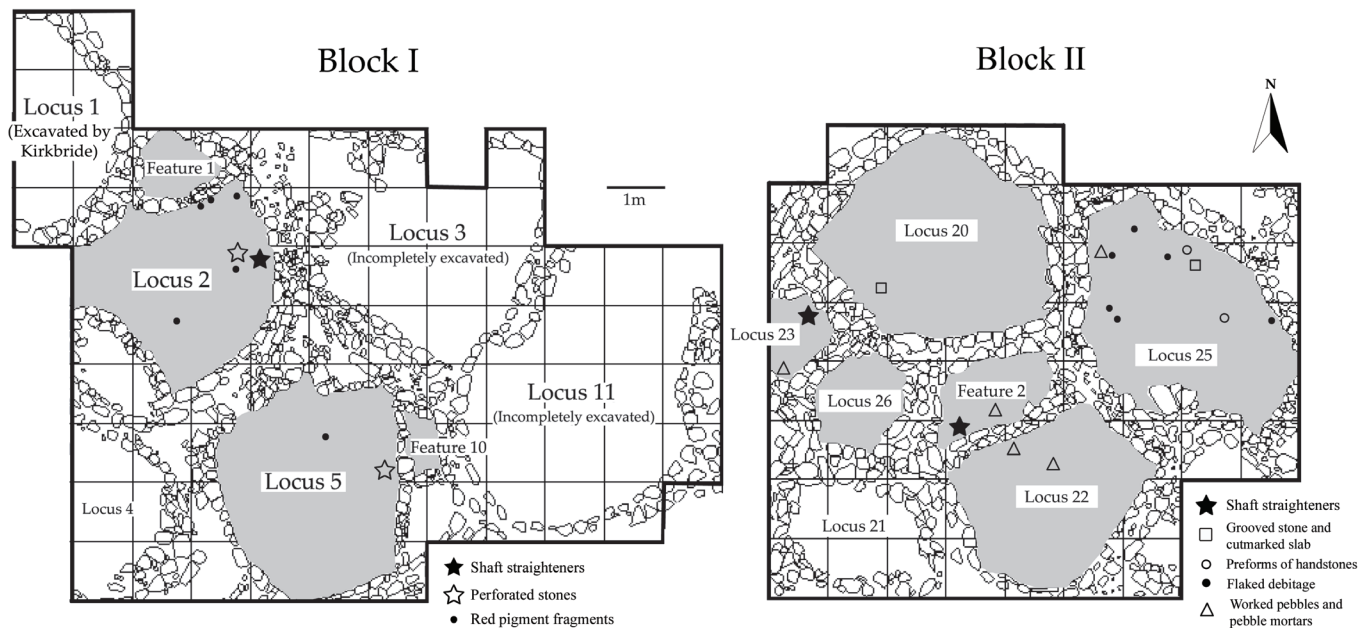 Block I
Block II
N
Locus 1
(Excavated by
Kirkbride)
Feature 1
1m
Locus 3
(Incompletely excavated)
Locus 2
Locus 11
(Incompletely excavated)
Feature 10
Locus 5
Locus 4
Shaft straighteners
Perforated stones
Red pigment fragments
Locus 20
Locus 23
Locus 25
Feature 2
Locus 26
Locus 22
Locus 21
Shaft straighteners
Grooved stone and
cutmarked slab
Preforms of handstones
Flaked debitage
Worked pebbles and
pebble mortars